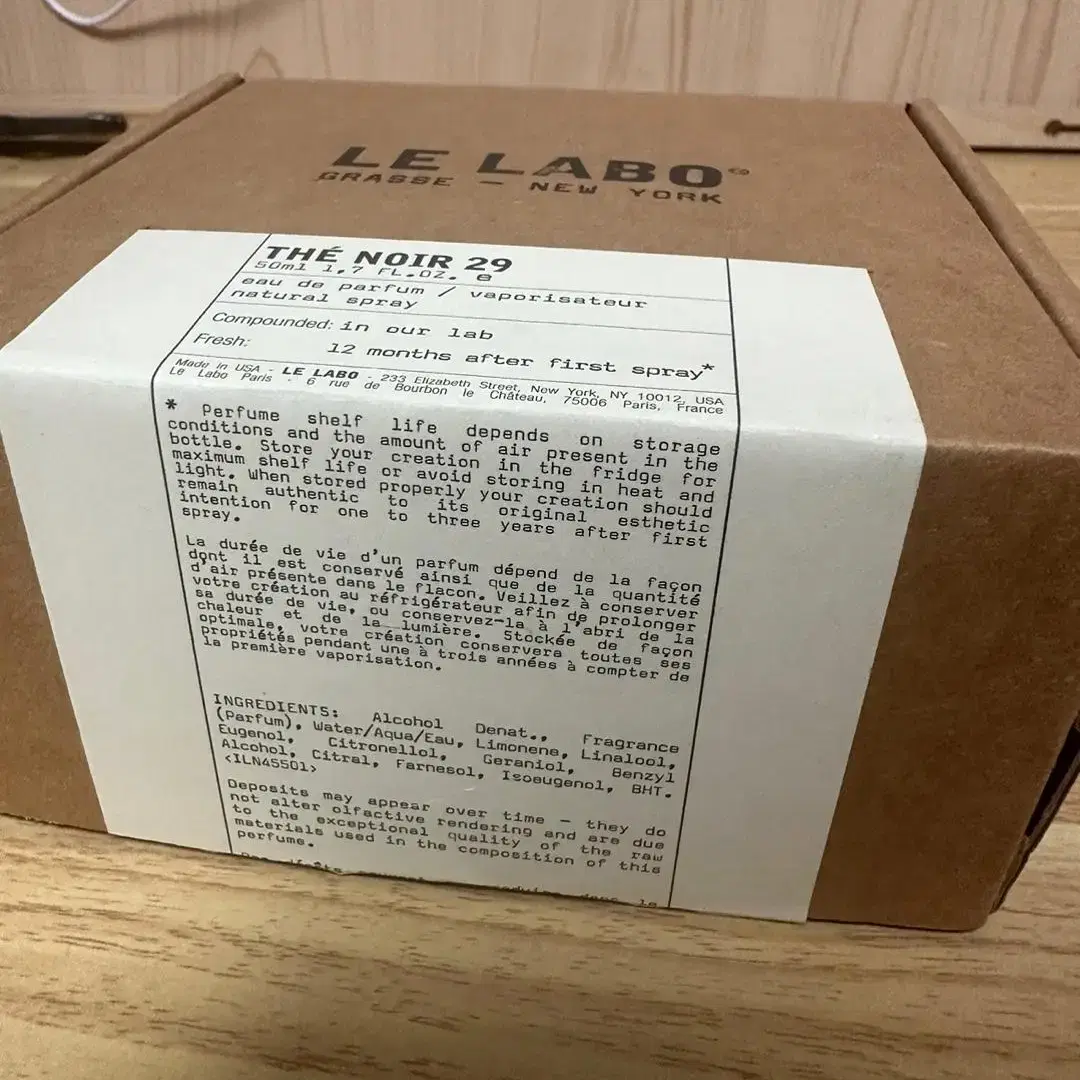 LE LABO
GRASSE — NEW YORK
THÉ NOIR 29
50ml 1,7 FL.OZ. e
eau de parfum / vaporisateur
natural spray
Compounded: in our lab
Fresh: 12 months after first spray*
Made in USA - LE LABO - 233 Elizabeth Street, New York, NY 10012, USA
Le Labo Paris - 6 rue de Bourbon le Château, 75006 Paris, France
* Perfume shelf life depends on storage
conditions and the amount of air present in the
bottle. Store your creation in the fridge for
maximum shelf life or avoid storing in heat and
light. When stored properly your creation should
remain authentic to its original esthetic
intention for one to three years after first
spray.
La durée de vie d'un parfum dépend de la façon
dont il est conservé ainsi que de la quantité
d'air présente dans le flacon. Veillez à conserver
votre création au réfrigérateur afin de prolonger
sa durée de vie, ou conservez-la à l'abri de la
chaleur et de la lumière. Stockée de façon
optimale, votre création conservera toutes ses
propriétés pendant une à trois années à compter de
la première vaporisation.
INGREDIENTS: Alcohol Denat., Fragrance
(Parfum), Water/Aqua/Eau, Limonene, Linalool,
Eugenol, Citronellol, Geraniol, Benzyl
Alcohol, Citral, Farnesol, Isoeugenol, BHT.
<ILN45501>
Deposits may appear over time — they do
not alter olfactive rendering and are due
to the exceptional quality of the raw
materials used in the composition of this
perfume.